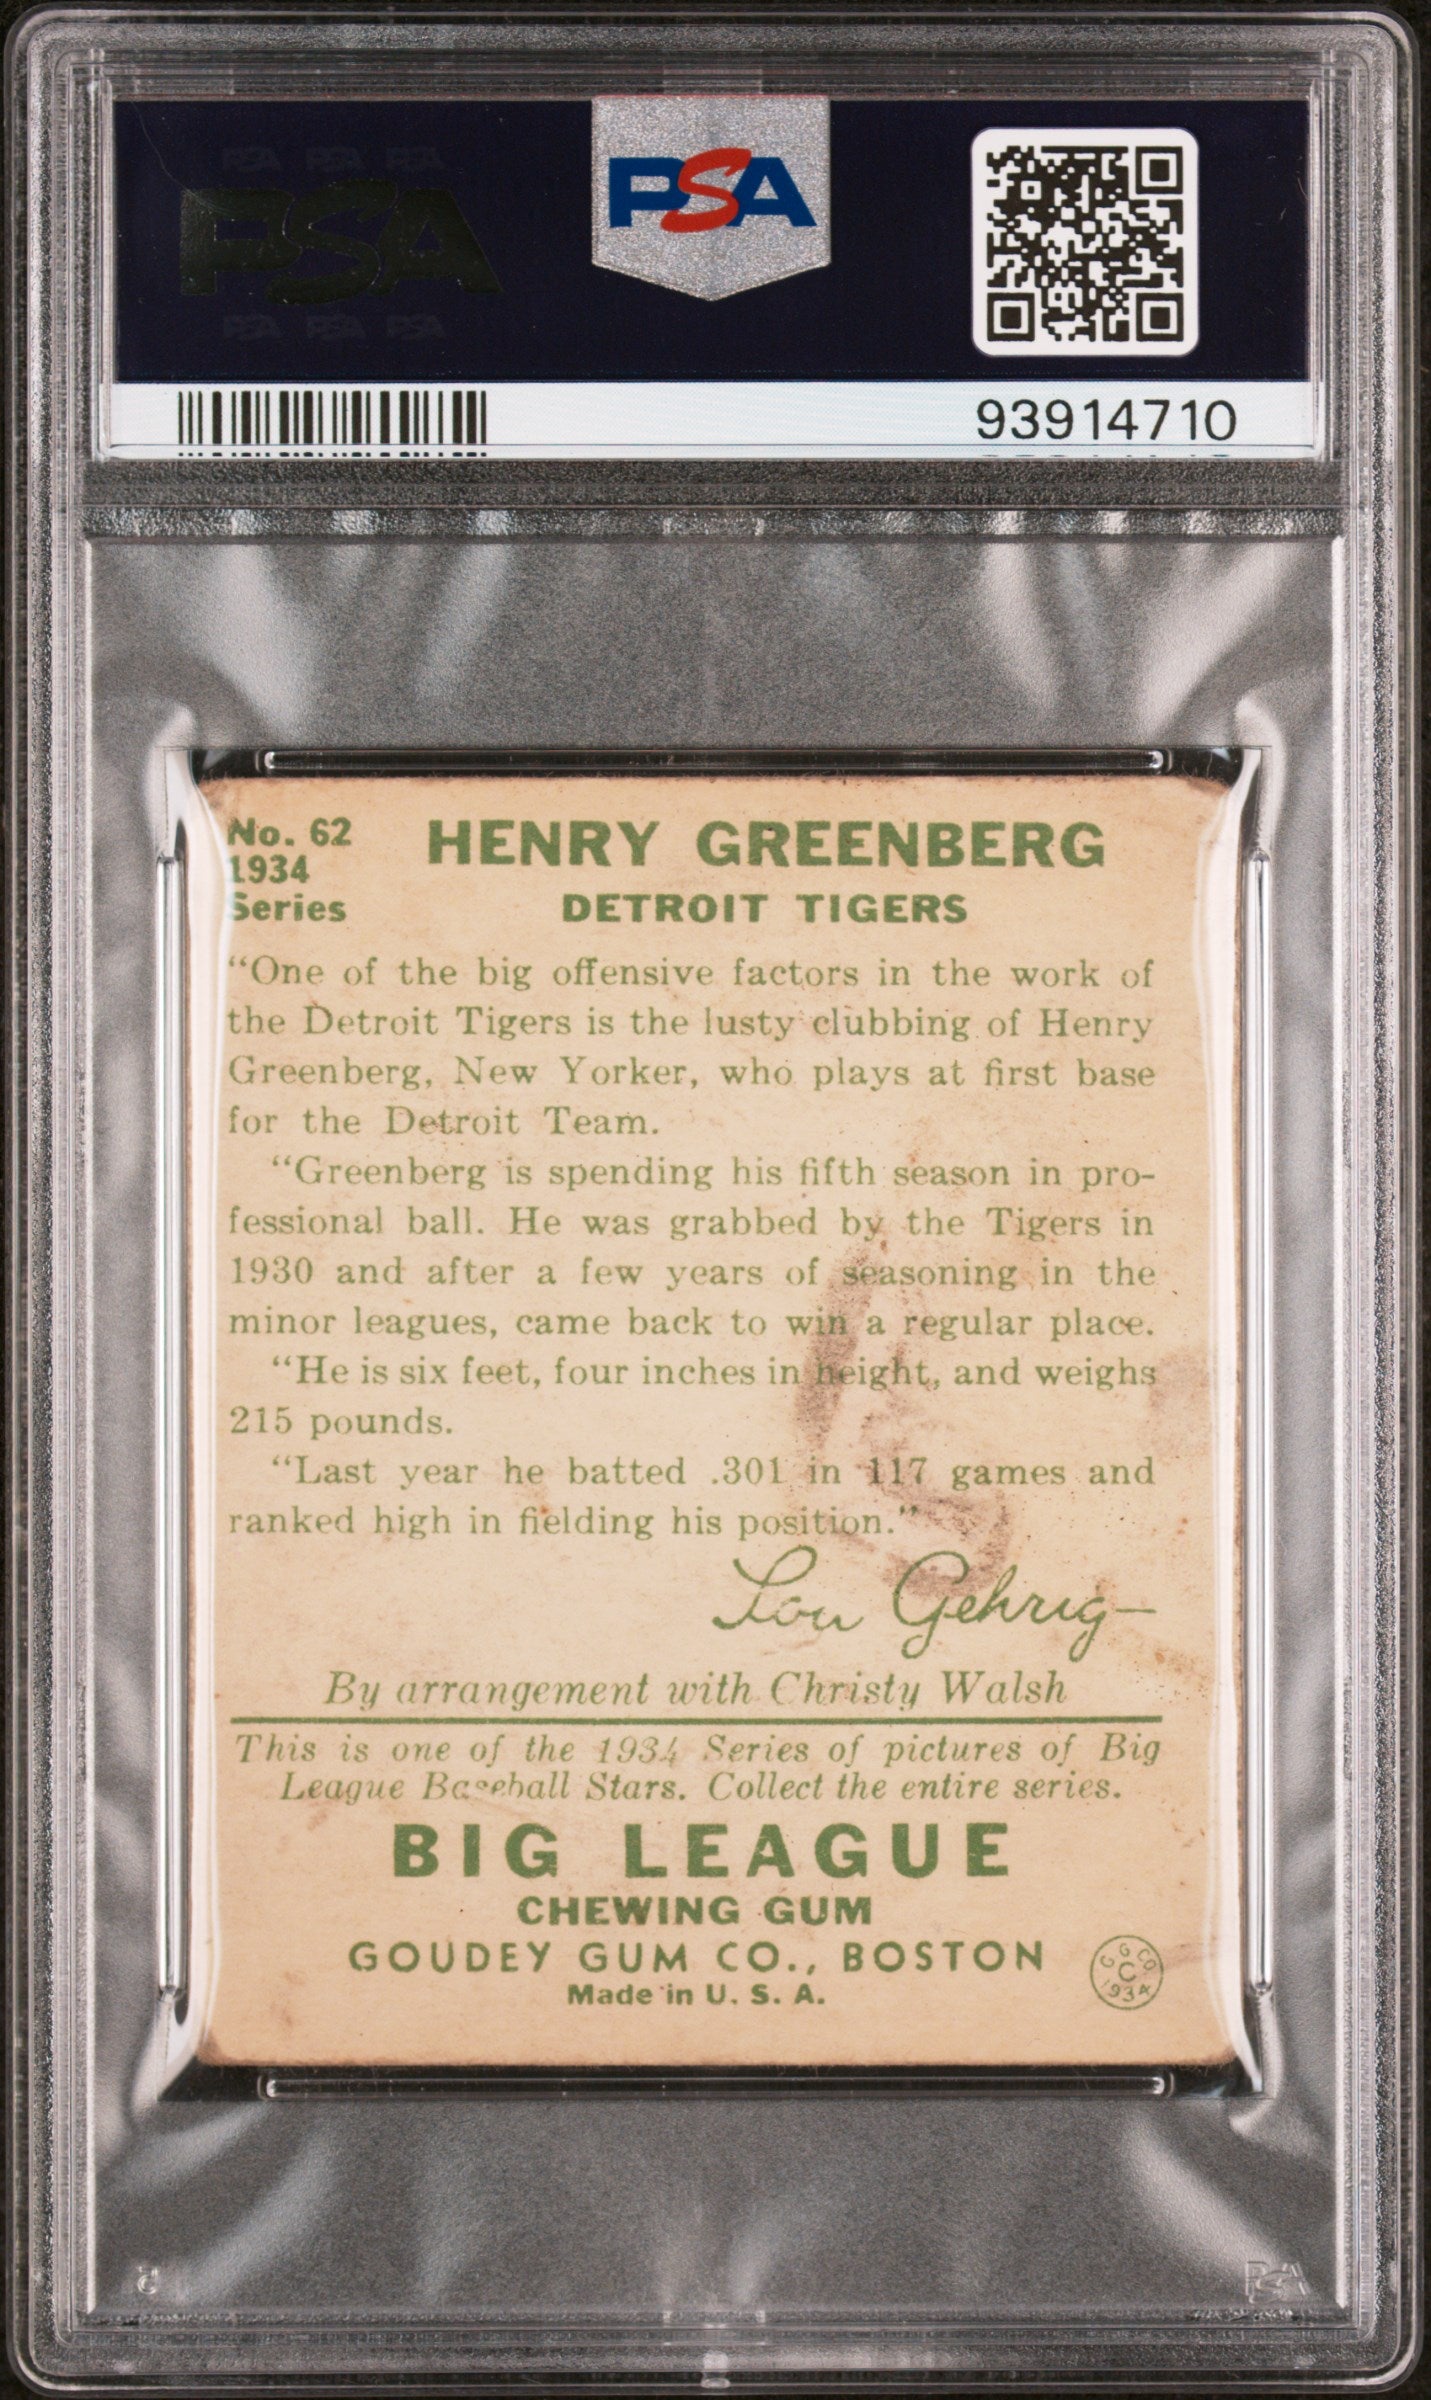 PSA
93914710
No. 62
1934
Series
HENRY GREENBERG
DETROIT TIGERS
“One of the big offensive factors in the work of
the Detroit Tigers is the lusty clubbing of Henry
Greenberg, New Yorker, who plays at first base
for the Detroit Team.
“Greenberg is spending his fifth season in pro-
fessional ball. He was grabbed by the Tigers in
1930 and after a few years of seasoning in the
minor leagues, came back to win a regular place.
“He is six feet, four inches in height, and weighs
215 pounds.
“Last year he batted .301 in 117 games and
ranked high in fielding his position.”
Lou Gehrig
By arrangement with Christy Walsh
This is one of the 1934 Series of pictures of Big
League Baseball Stars. Collect the entire series.
BIG LEAGUE
CHEWING GUM
GOUDEY GUM CO., BOSTON
Made in U. S. A.
G. G. CO.
C
1934
PSA